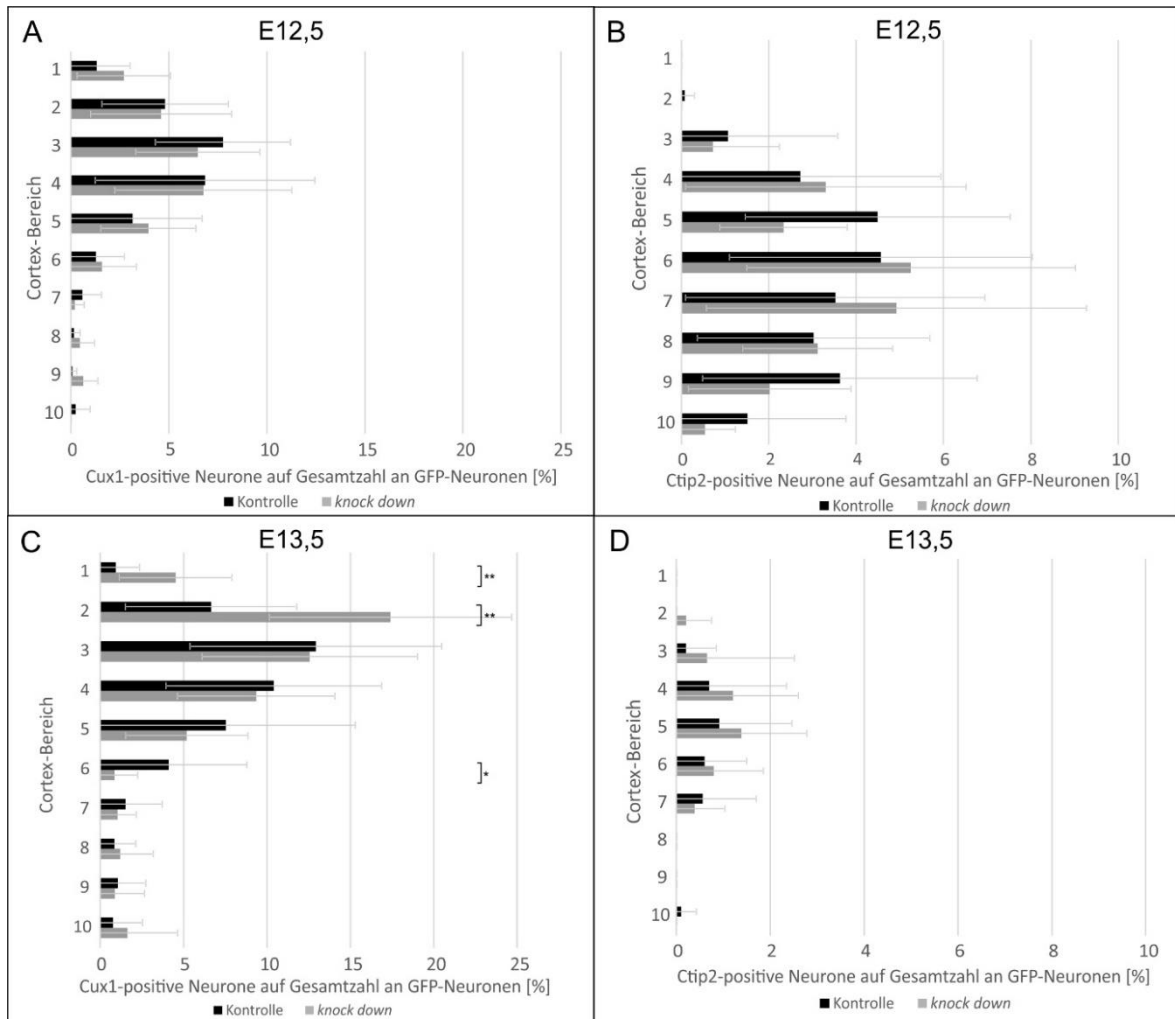 A
E12,5
Cortex-Bereich
1
2
3
4
5
6
7
8
9
10
0 5 10 15 20 25
Cux1-positive Neurone auf Gesamtzahl an GFP-Neuronen [%]
Kontrolle knock down
B
E12,5
Cortex-Bereich
1
2
3
4
5
6
7
8
9
10
0 2 4 6 8 10
Ctip2-positive Neurone auf Gesamtzahl an GFP-Neuronen [%]
Kontrolle knock down
C
E13,5
Cortex-Bereich
1 **
2 **
3
4
5
6 *
7
8
9
10
0 5 10 15 20 25
Cux1-positive Neurone auf Gesamtzahl an GFP-Neuronen [%]
Kontrolle knock down
D
E13,5
Cortex-Bereich
1
2
3
4
5
6
7
8
9
10
0 2 4 6 8 10
Ctip2-positive Neurone auf Gesamtzahl an GFP-Neuronen [%]
Kontrolle knock down